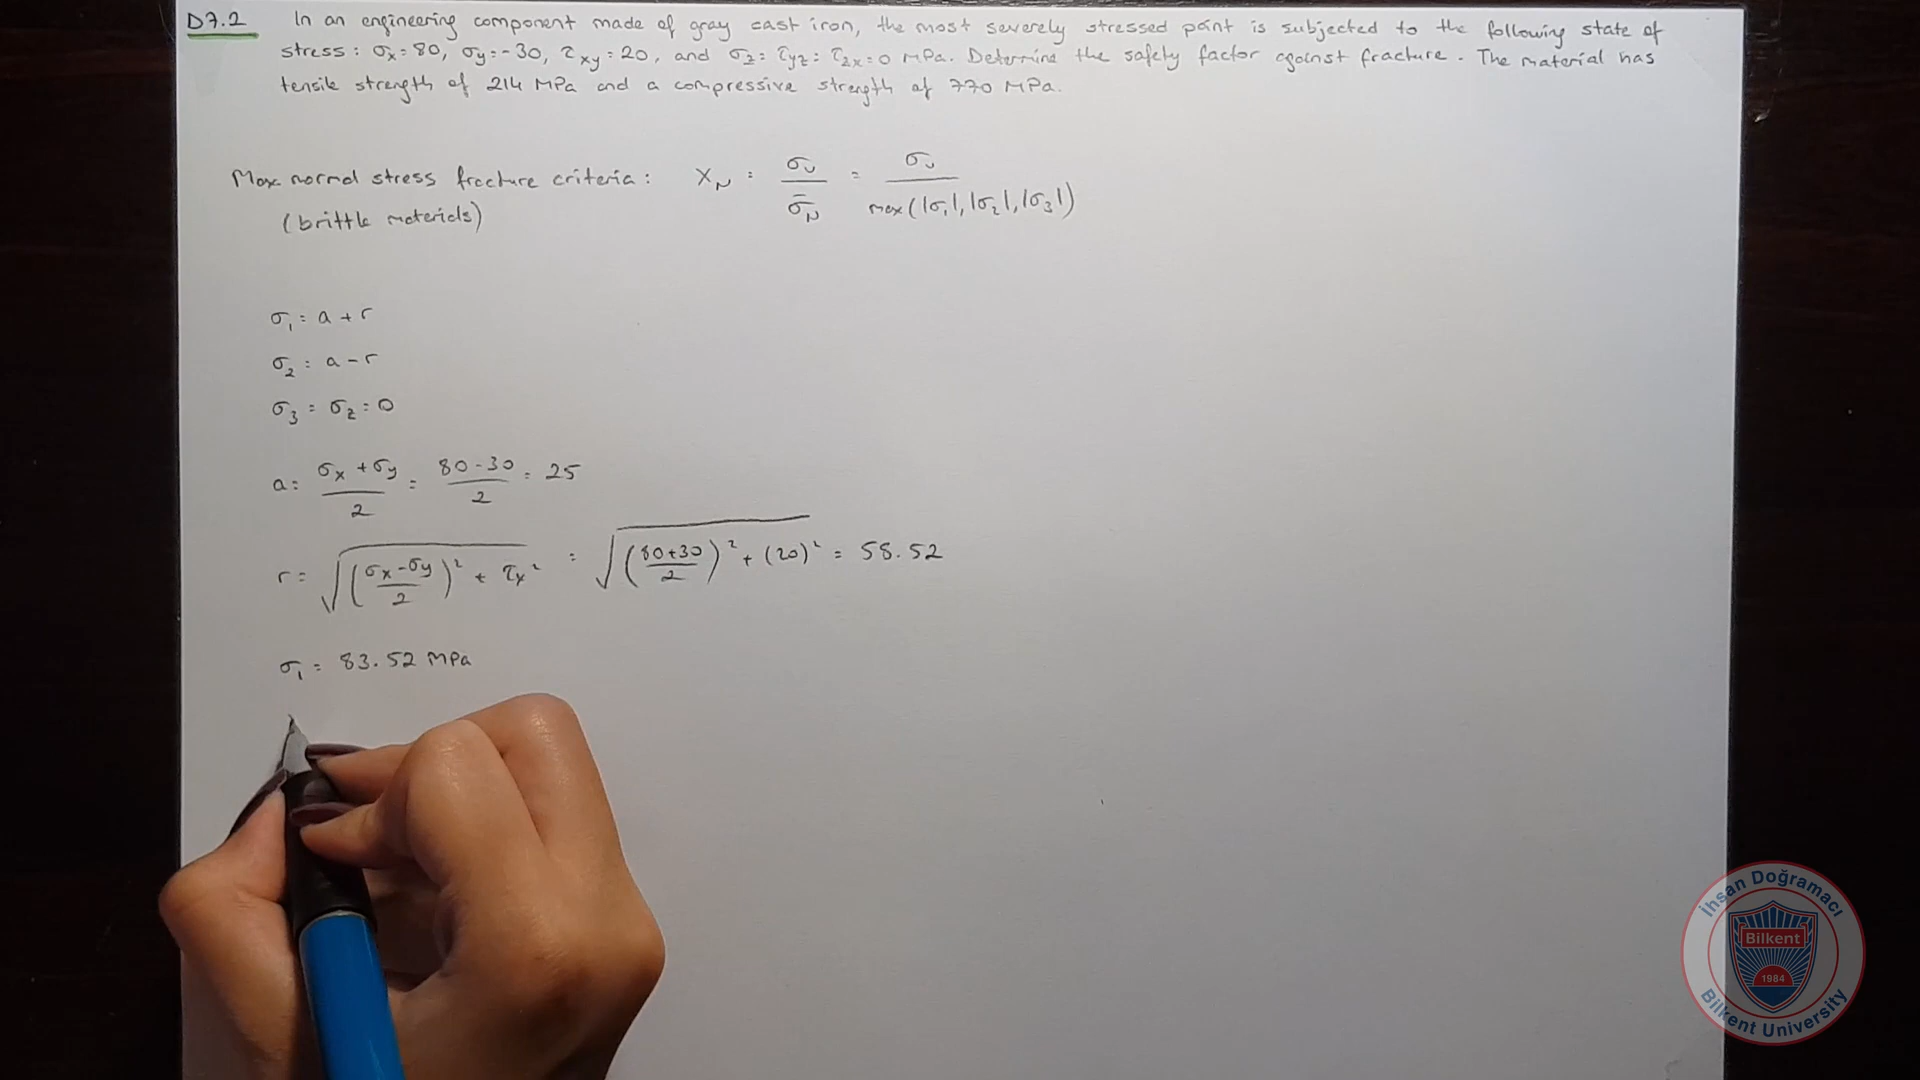 D7.2 In an engineering component made of gray cast iron, the most severely stressed point is subjected to the following state of
stress: σx=80, σy=-30, τxy=20, and σz=τyz=τzx=0 MPa. Determine the safety factor against fracture. The material has
tensile strength of 214 MPa and a compressive strength of 770 MPa.
Max normal stress fracture criteria: X_N = σu / σ̄_N = σu / max(|σ1|, |σ2|, |σ3|)
(brittle materials)
σ1 = a + r
σ2 = a - r
σ3 = σz = 0
a = (σx + σy)/2 = (80-30)/2 = 25
r = √(((σx-σy)/2)² + τx²) = √(((80+30)/2)² + (20)²) = 58.52
σ1 = 83.52 MPa
İhsan Doğramacı
Bilkent
1984
Bilkent University